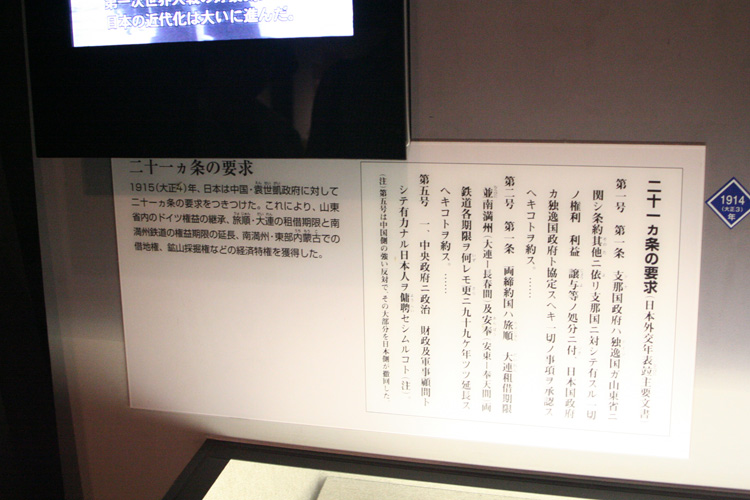 日本の近代化は大いに進んだ。
二十一ヵ条の要求
1915(大正4)年、日本は中国・袁世凱政府に対して
二十一ヵ条の要求をつきつけた。これにより、山東
省内のドイツ権益の継承、旅順・大連の租借期限と南
満州鉄道の権益期限の延長、南満州・東部内蒙古での
借地権、鉱山採掘権などの経済特権を獲得した。
二十一ヵ条の要求(日本外交年表竝主要文書)
第一号 第一条 支那国政府ハ独逸国カ山東省ニ
関シ条約其他ニ依リ支那国ニ対シテ有スル一切
ノ権利 利益 譲与等ノ処分ニ付 日本国政府
カ独逸国政府ト協定スヘキ一切ノ事項ヲ承認ス
ヘキコトヲ約ス。……
第二号 第一条 両締約国ハ旅順 大連租借期限
並南満州(大連ー長春間)及安奉(安東ー奉天間)両
鉄道各期限ヲ何レモ更ニ九十九ケ年ツツ延長ス
ヘキコトヲ約ス。……
第五号 一、中央政府ニ政治 財政及軍事顧問ト
シテ有力ナル日本人ヲ傭聘セシムルコト(注)、
(注)第五号は中国側の強い反対で、その大部分を日本側が撤回した。
1914
(大正3)
年